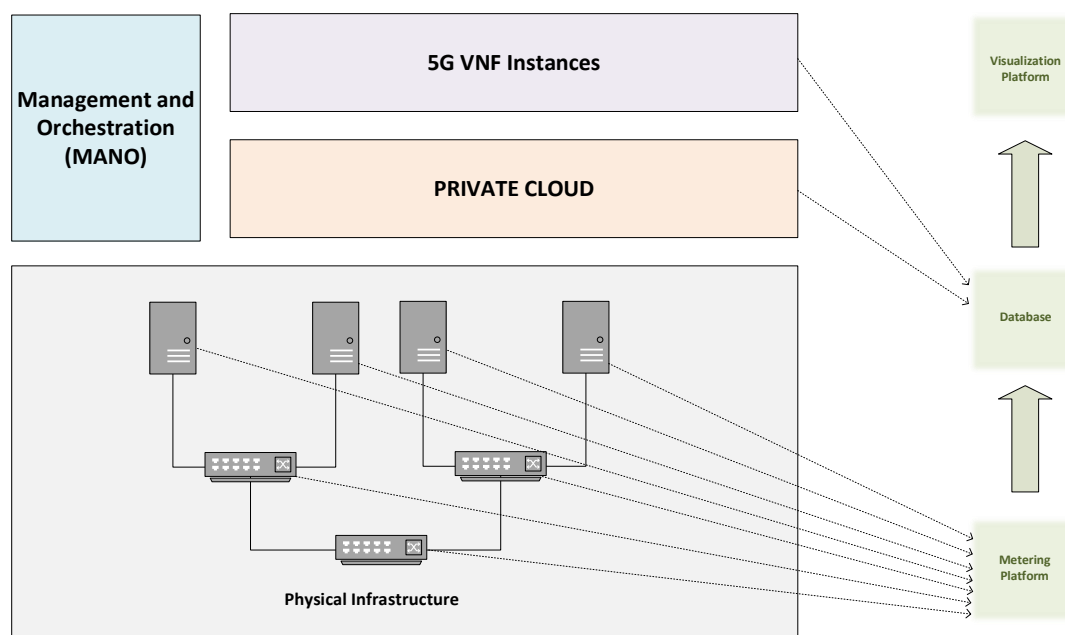 Management and
Orchestration
(MANO)
5G VNF Instances
PRIVATE CLOUD
Visualization
Platform
Database
Metering
Platform
Physical Infrastructure